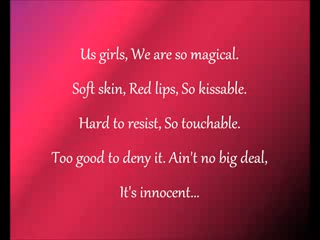 Us girls, We are so magical.
Soft skin, Red lips, So kissable.
Hard to resist, So touchable.
Too good to deny it. Ain't no big deal,
It's innocent...